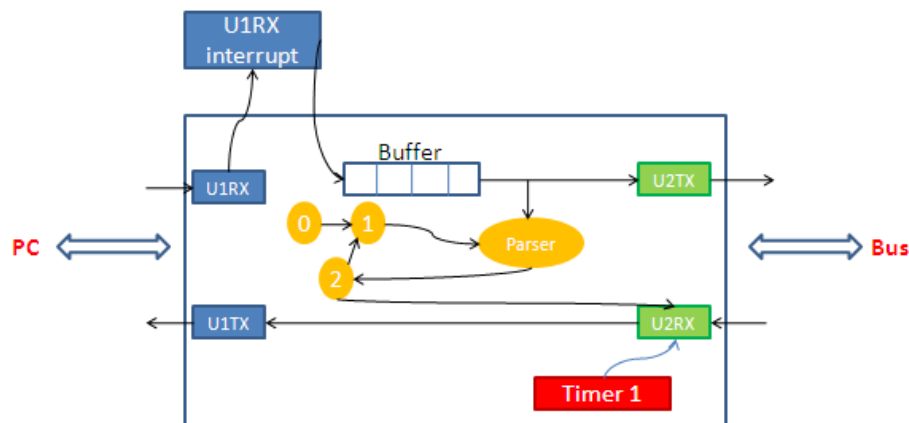 U1RX
interrupt
Buffer
U1RX
U2TX
0
1
Parser
PC
Bus
2
U1TX
U2RX
Timer 1